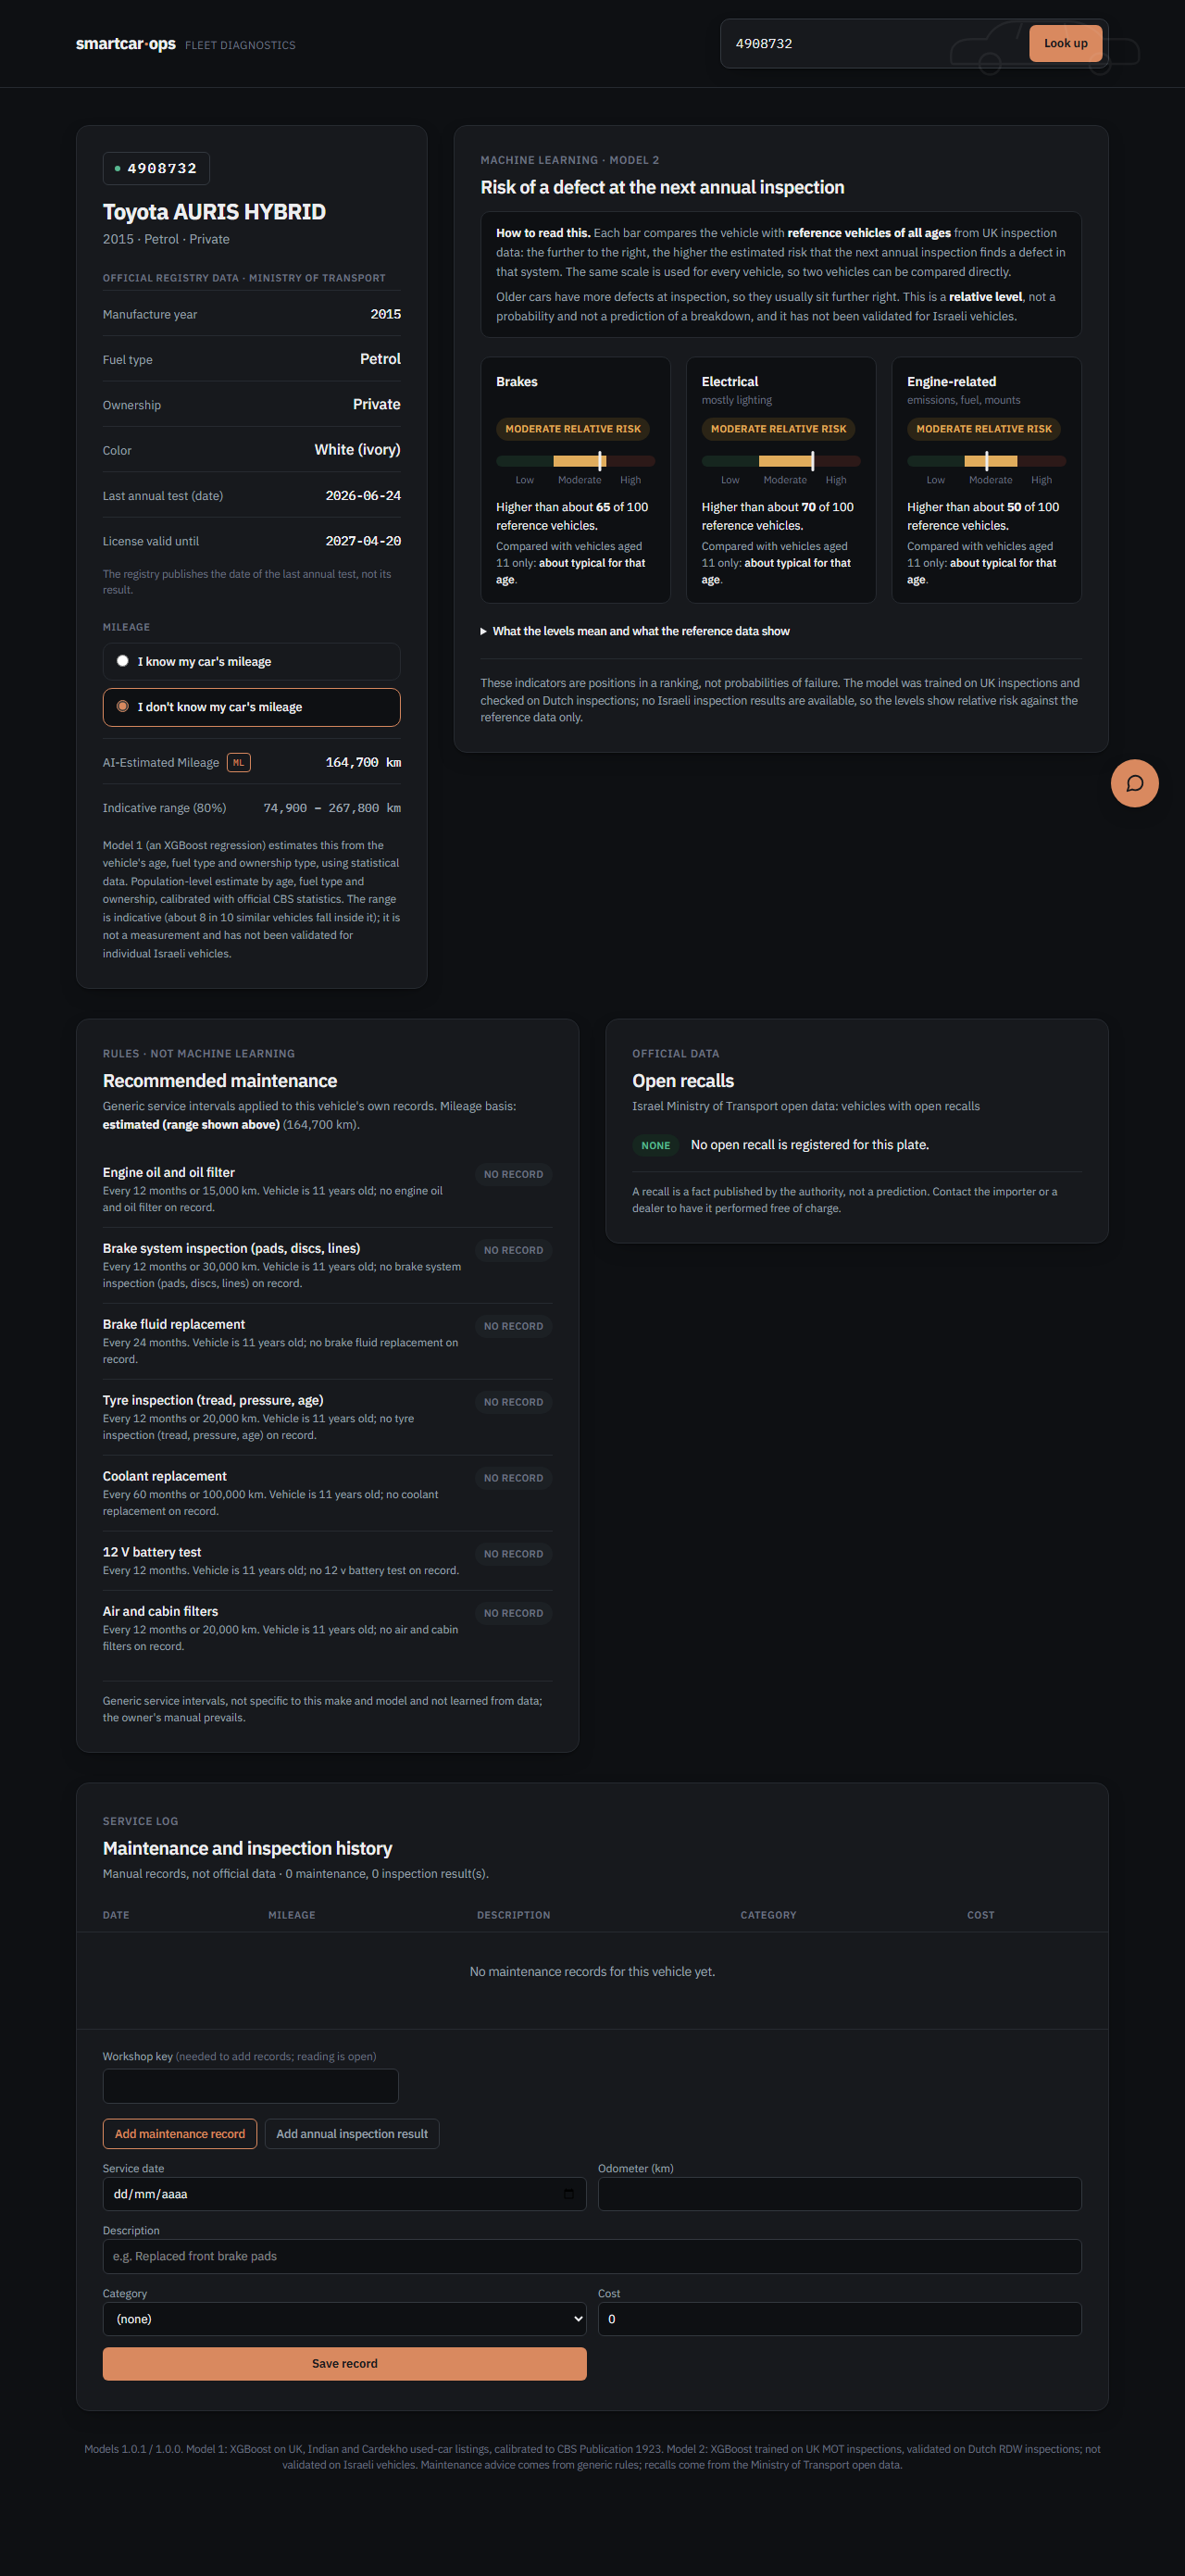 smartcar·ops FLEET DIAGNOSTICS
4908732
Look up
4908732
Toyota AURIS HYBRID
2015 · Petrol · Private
OFFICIAL REGISTRY DATA · MINISTRY OF TRANSPORT
Manufacture year 2015
Fuel type Petrol
Ownership Private
Color White (ivory)
Last annual test (date) 2026-06-24
License valid until 2027-04-20
The registry publishes the date of the last annual test, not its
result.
MILEAGE
I know my car's mileage
I don't know my car's mileage
AI-Estimated Mileage ML 164,700 km
Indicative range (80%) 74,900 – 267,800 km
Model 1 (an XGBoost regression) estimates this from the
vehicle's age, fuel type and ownership type, using statistical
data. Population-level estimate by age, fuel type and
ownership, calibrated with official CBS statistics. The range
is indicative (about 8 in 10 similar vehicles fall inside it); it is
not a measurement and has not been validated for
individual Israeli vehicles.
MACHINE LEARNING · MODEL 2
Risk of a defect at the next annual inspection
How to read this. Each bar compares the vehicle with reference vehicles of all ages from UK inspection
data: the further to the right, the higher the estimated risk that the next annual inspection finds a defect in
that system. The same scale is used for every vehicle, so two vehicles can be compared directly.
Older cars have more defects at inspection, so they usually sit further right. This is a relative level, not a
probability and not a prediction of a breakdown, and it has not been validated for Israeli vehicles.
Brakes
MODERATE RELATIVE RISK
Low Moderate High
Higher than about 65 of 100
reference vehicles.
Compared with vehicles aged
11 only: about typical for that
age.
Electrical
mostly lighting
MODERATE RELATIVE RISK
Low Moderate High
Higher than about 70 of 100
reference vehicles.
Compared with vehicles aged
11 only: about typical for that
age.
Engine-related
emissions, fuel, mounts
MODERATE RELATIVE RISK
Low Moderate High
Higher than about 50 of 100
reference vehicles.
Compared with vehicles aged
11 only: about typical for that
age.
What the levels mean and what the reference data show
These indicators are positions in a ranking, not probabilities of failure. The model was trained on UK inspections and
checked on Dutch inspections; no Israeli inspection results are available, so the levels show relative risk against the
reference data only.
RULES · NOT MACHINE LEARNING
Recommended maintenance
Generic service intervals applied to this vehicle's own records. Mileage basis:
estimated (range shown above) (164,700 km).
Engine oil and oil filter NO RECORD
Every 12 months or 15,000 km. Vehicle is 11 years old; no engine oil
and oil filter on record.
Brake system inspection (pads, discs, lines) NO RECORD
Every 12 months or 30,000 km. Vehicle is 11 years old; no brake system
inspection (pads, discs, lines) on record.
Brake fluid replacement NO RECORD
Every 24 months. Vehicle is 11 years old; no brake fluid replacement on
record.
Tyre inspection (tread, pressure, age) NO RECORD
Every 12 months or 20,000 km. Vehicle is 11 years old; no tyre
inspection (tread, pressure, age) on record.
Coolant replacement NO RECORD
Every 60 months or 100,000 km. Vehicle is 11 years old; no coolant
replacement on record.
12 V battery test NO RECORD
Every 12 months. Vehicle is 11 years old; no 12 v battery test on record.
Air and cabin filters NO RECORD
Every 12 months or 20,000 km. Vehicle is 11 years old; no air and cabin
filters on record.
Generic service intervals, not specific to this make and model and not learned from data;
the owner's manual prevails.
OFFICIAL DATA
Open recalls
Israel Ministry of Transport open data: vehicles with open recalls
NONE No open recall is registered for this plate.
A recall is a fact published by the authority, not a prediction. Contact the importer or a
dealer to have it performed free of charge.
SERVICE LOG
Maintenance and inspection history
Manual records, not official data · 0 maintenance, 0 inspection result(s).
DATE MILEAGE DESCRIPTION CATEGORY COST
No maintenance records for this vehicle yet.
Workshop key (needed to add records; reading is open)
Add maintenance record Add annual inspection result
Service date Odometer (km)
dd/mm/aaaa
Description
e.g. Replaced front brake pads
Category Cost
(none) 0
Save record
Models 1.0.1 / 1.0.0. Model 1: XGBoost on UK, Indian and Cardekho used-car listings, calibrated to CBS Publication 1923. Model 2: XGBoost trained on UK MOT inspections, validated on Dutch RDW inspections; not
validated on Israeli vehicles. Maintenance advice comes from generic rules; recalls come from the Ministry of Transport open data.